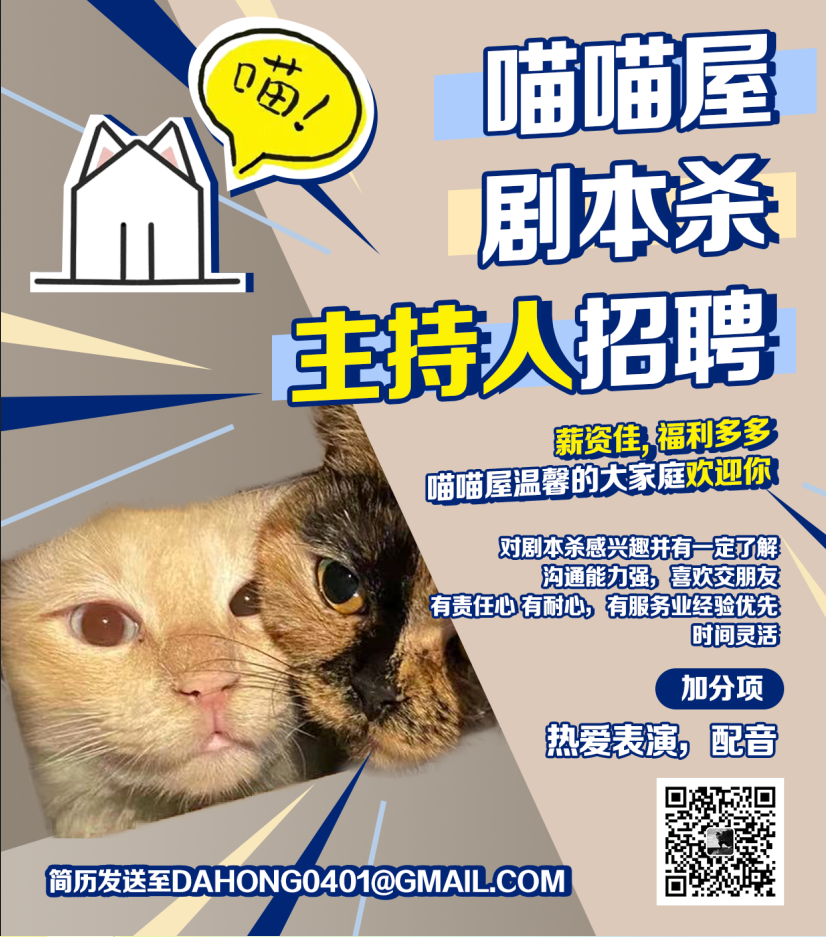 喵!
喵喵屋
剧本杀
主持人招聘
薪资佳, 福利多多
喵喵屋温馨的大家庭欢迎你
对剧本杀感兴趣并有一定了解
沟通能力强，喜欢交朋友
有责任心 有耐心，有服务业经验优先
时间灵活
加分项
热爱表演，配音
简历发送至DAHONG0401@GMAIL.COM